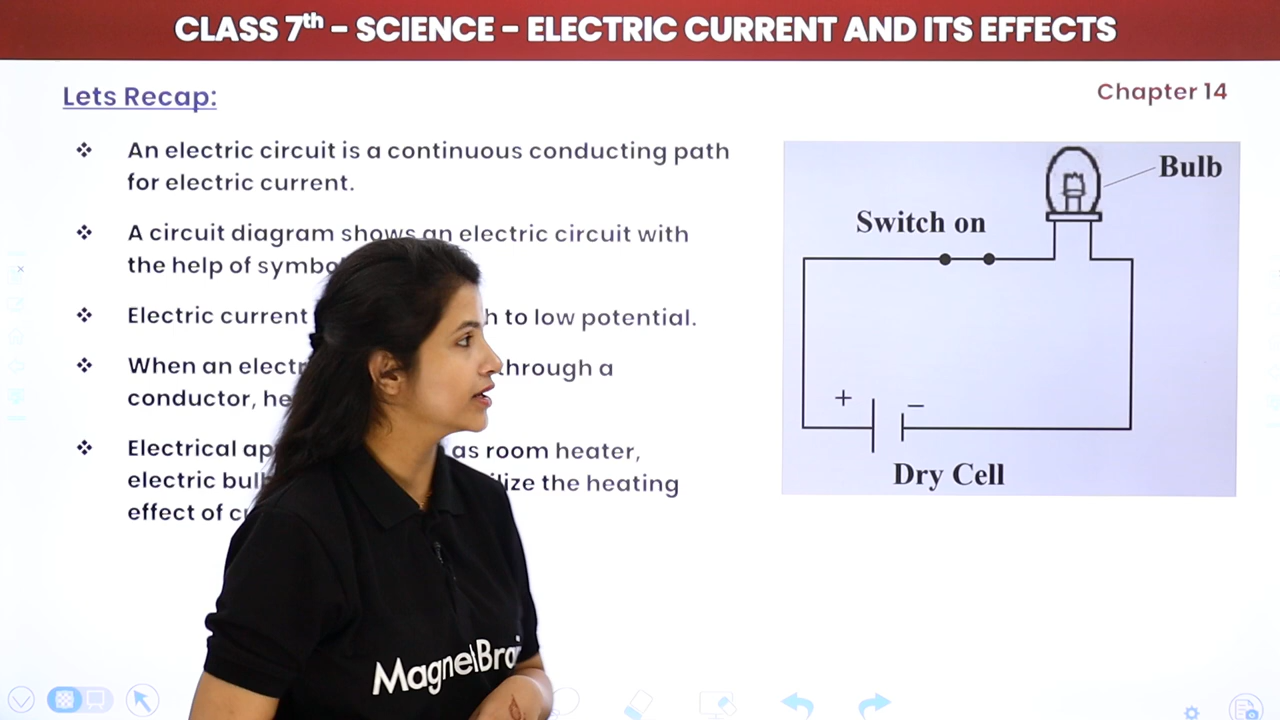 CLASS 7th – SCIENCE – ELECTRIC CURRENT AND ITS EFFECTS
Lets Recap:
Chapter 14
❖ An electric circuit is a continuous conducting path
for electric current.
❖ A circuit diagram shows an electric circuit with
the help of
❖ Electric current to low potential.
❖ When an through a
conductor,
❖ Electrical as room heater,
electric the heating
effect of
Bulb
Switch on
+ –
Dry Cell